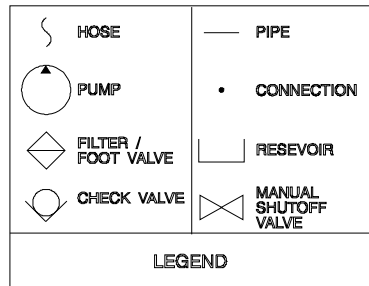 HOSE
PUMP
FILTER /
FOOT VALVE
CHECK VALVE
PIPE
CONNECTION
RESEVOIR
MANUAL
SHUTOFF
VALVE
LEGEND